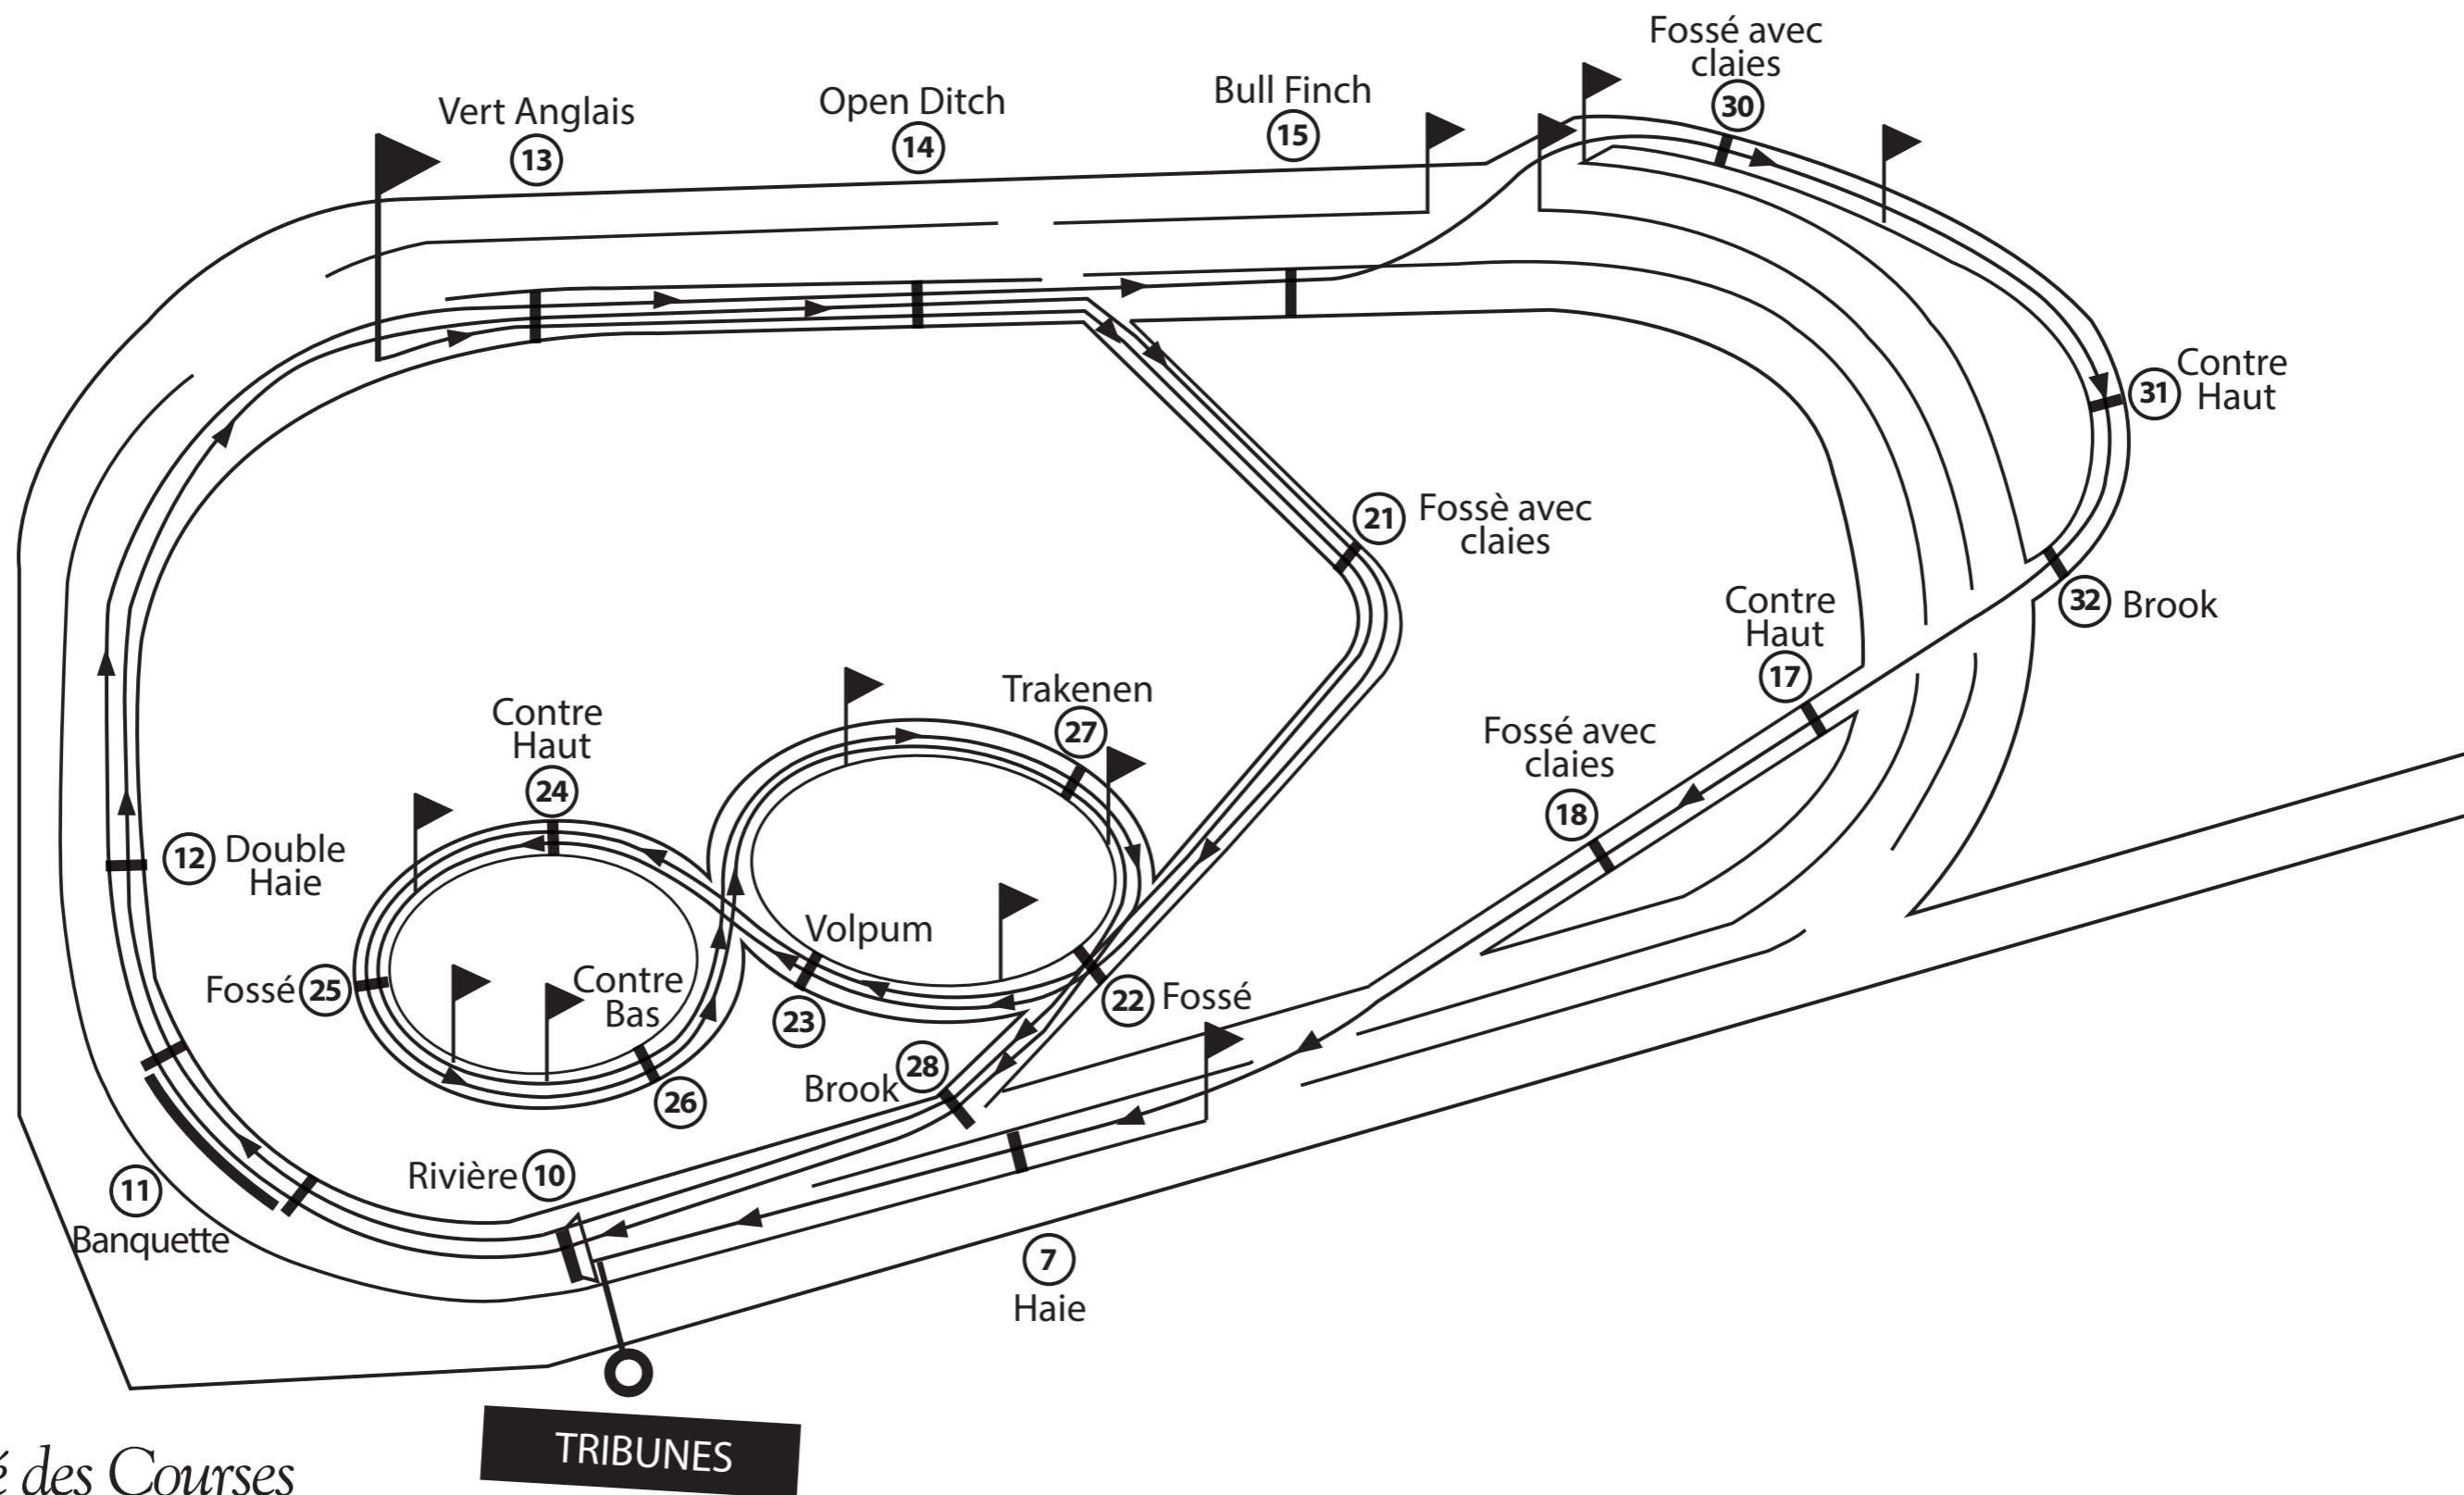 Fossé avec
claies
30
Vert Anglais
13
Open Ditch
14
Bull Finch
15
31
Contre
Haut
21
Fossè avec
claies
32
Brook
Contre
Haut
17
Fossé avec
claies
18
Trakenen
27
Contre
Haut
24
12
Double
Haie
Volpum
23
22
Fossé
Fossé
25
Contre
Bas
26
28
Brook
Rivière
10
11
Banquette
7
Haie
TRIBUNES
é des Courses